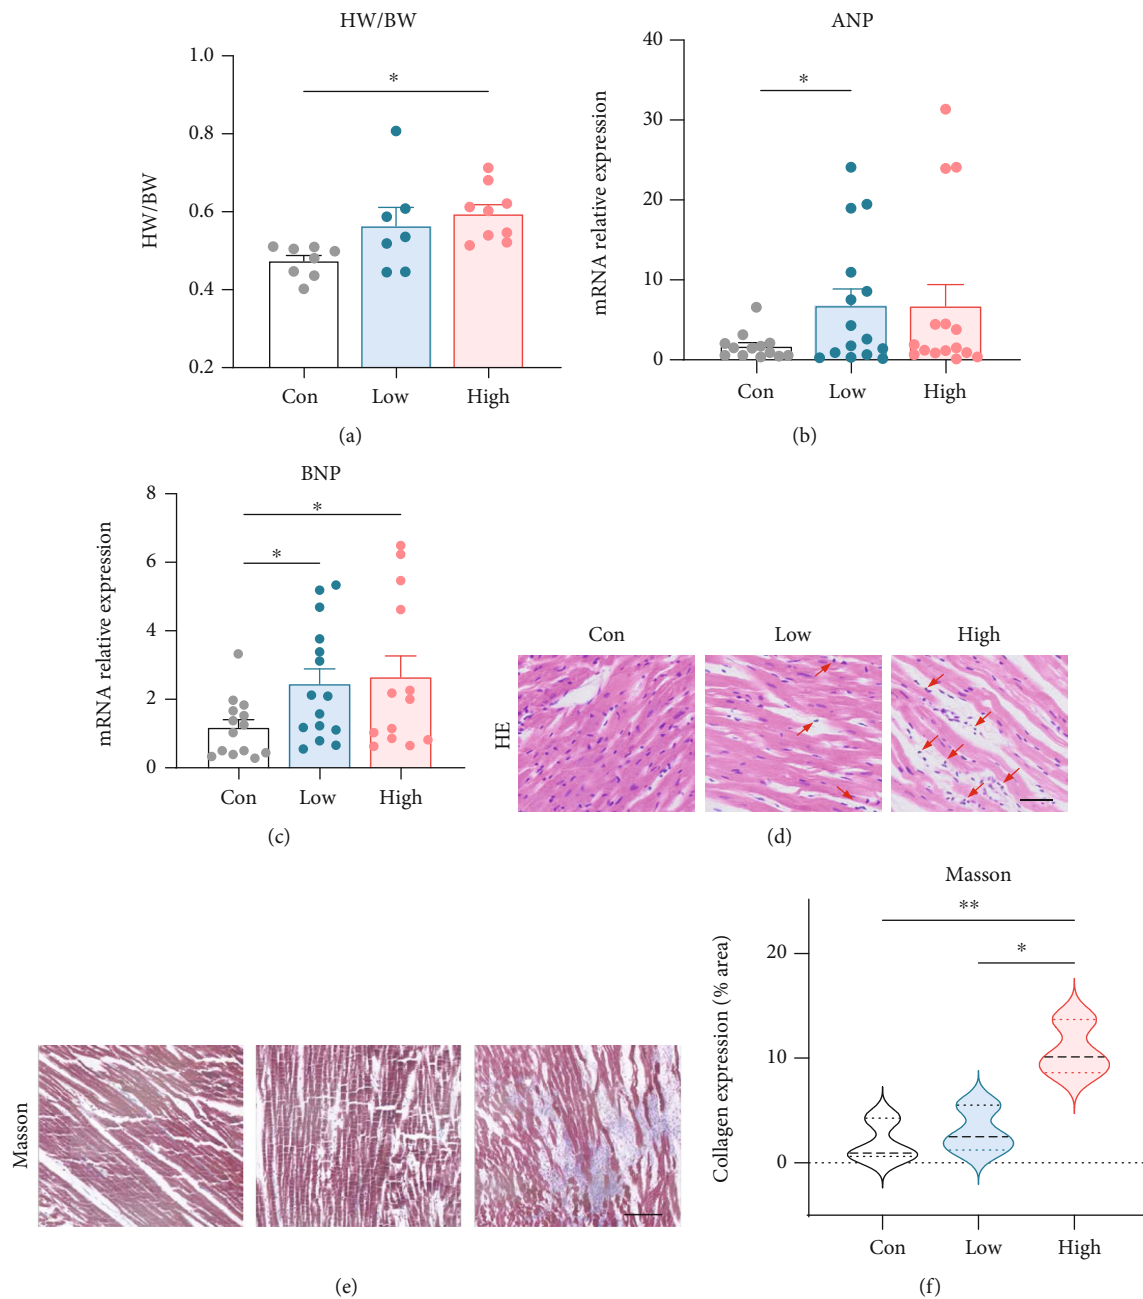 HW/BW
1.0
0.8
0.6
0.4
0.2
HW/BW
*
Con Low High
(a)
ANP
40
30
20
10
0
mRNA relative expression
*
Con Low High
(b)
BNP
8
6
4
2
0
mRNA relative expression
*
*
Con Low High
(c)
Con Low High
HE
(d)
Masson
(e)
Masson
20
10
0
Collagen expression (% area)
**
*
Con Low High
(f)